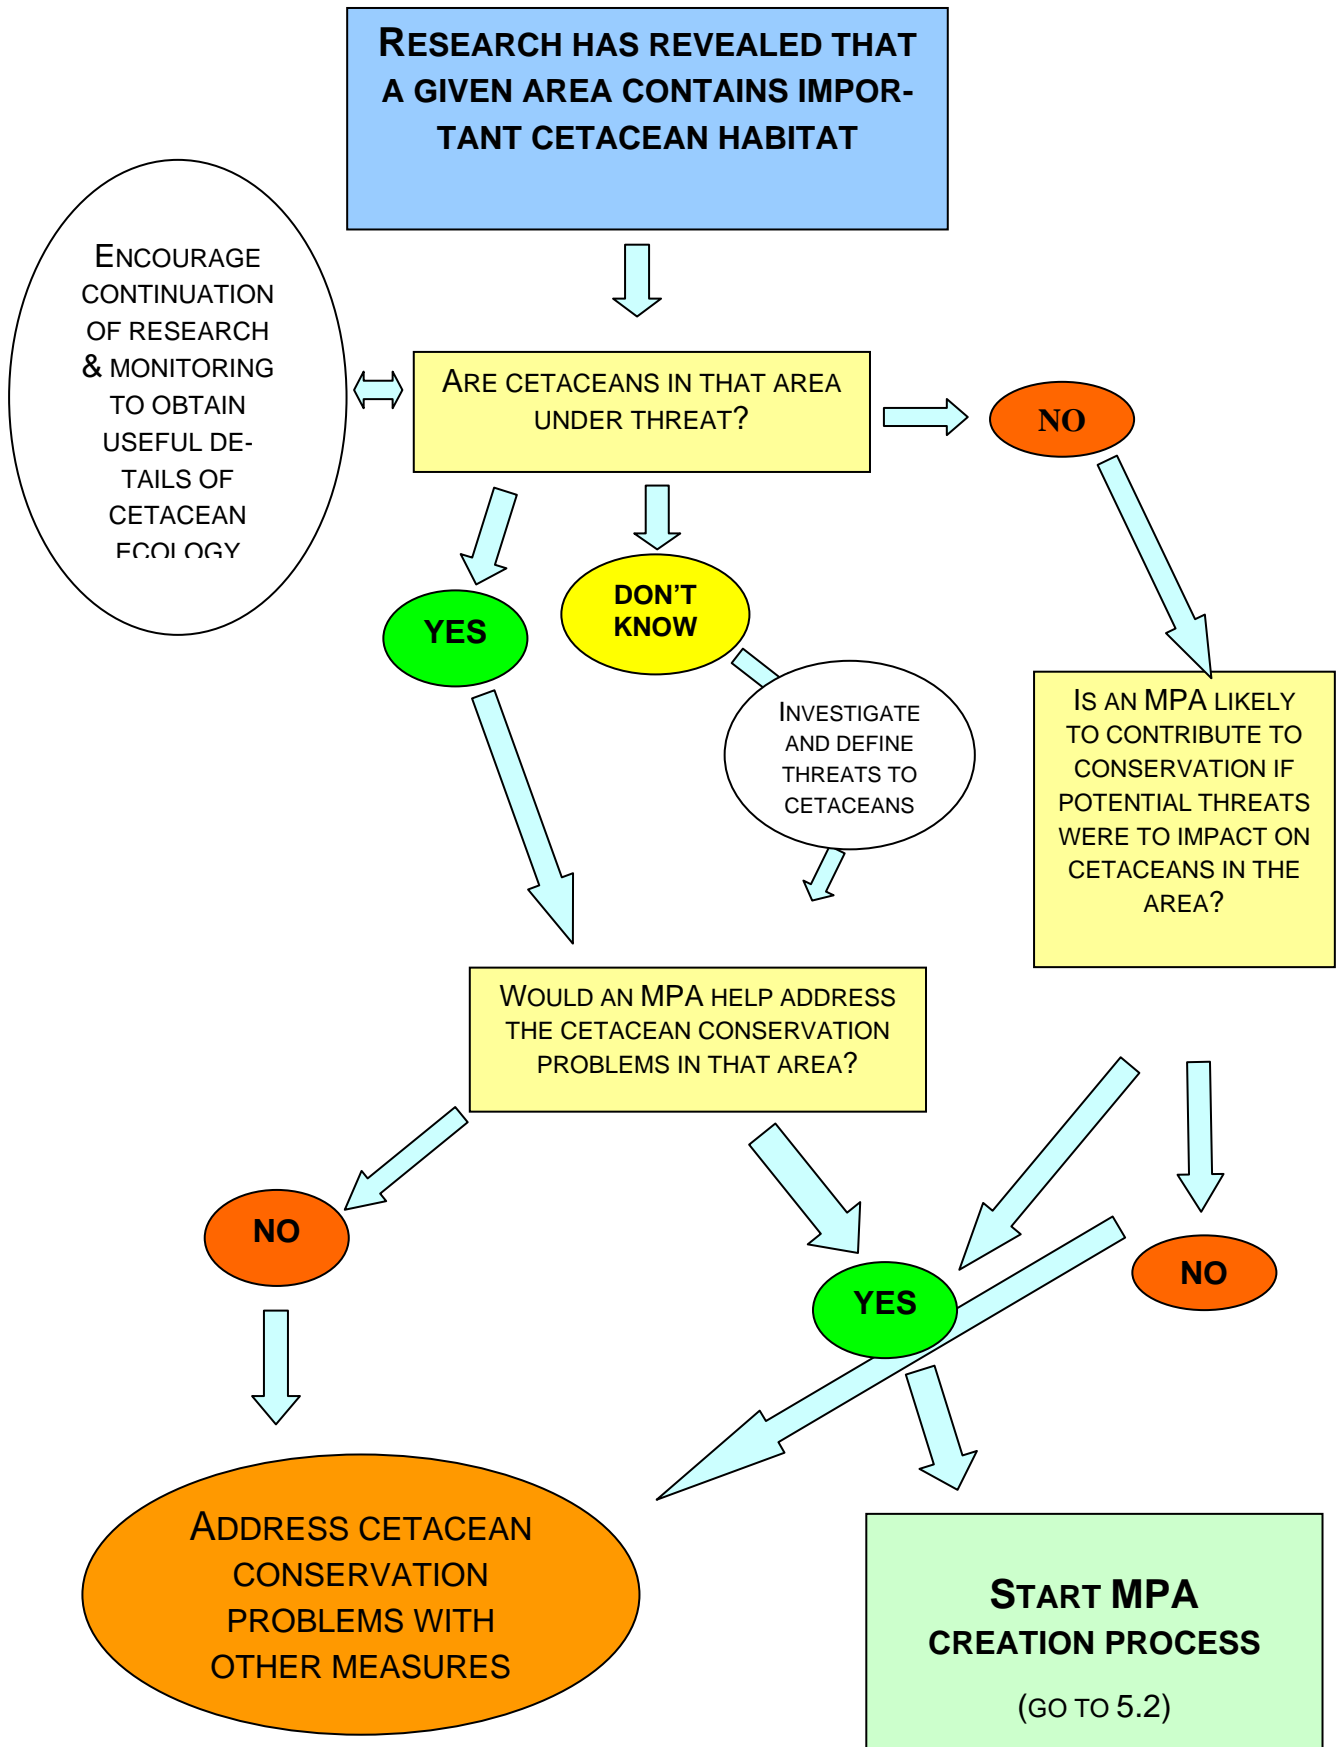 RESEARCH HAS REVEALED THAT
A GIVEN AREA CONTAINS IMPOR-
TANT CETACEAN HABITAT
ENCOURAGE
CONTINUATION
OF RESEARCH
& MONITORING
TO OBTAIN
USEFUL DE-
TAILS OF
CETACEAN
ECOLOGY
ARE CETACEANS IN THAT AREA
UNDER THREAT?
NO
YES
DON'T
KNOW
INVESTIGATE
AND DEFINE
THREATS TO
CETACEANS
IS AN MPA LIKELY
TO CONTRIBUTE TO
CONSERVATION IF
POTENTIAL THREATS
WERE TO IMPACT ON
CETACEANS IN THE
AREA?
WOULD AN MPA HELP ADDRESS
THE CETACEAN CONSERVATION
PROBLEMS IN THAT AREA?
NO
YES
NO
ADDRESS CETACEAN
CONSERVATION
PROBLEMS WITH
OTHER MEASURES
START MPA
CREATION PROCESS
(GO TO 5.2)